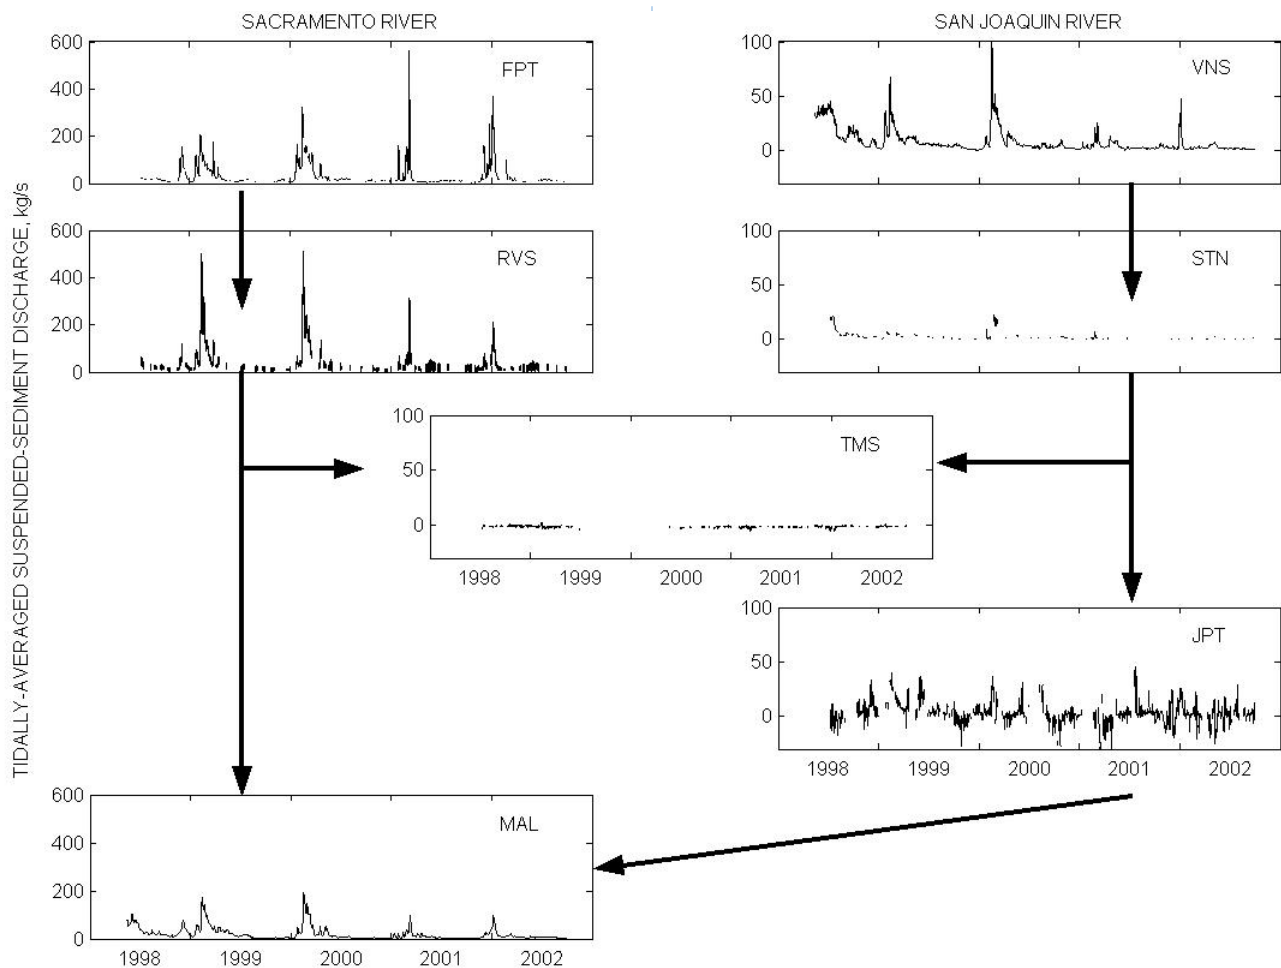 SACRAMENTO RIVER
SAN JOAQUIN RIVER
TIDALLY-AVERAGED SUSPENDED-SEDIMENT DISCHARGE, kg/s
600
400
200
0
FPT
100
50
0
VNS
600
400
200
0
RVS
100
50
0
STN
100
50
0
TMS
1998 1999 2000 2001 2002
100
50
0
JPT
1998 1999 2000 2001 2002
600
400
200
0
MAL
1998 1999 2000 2001 2002